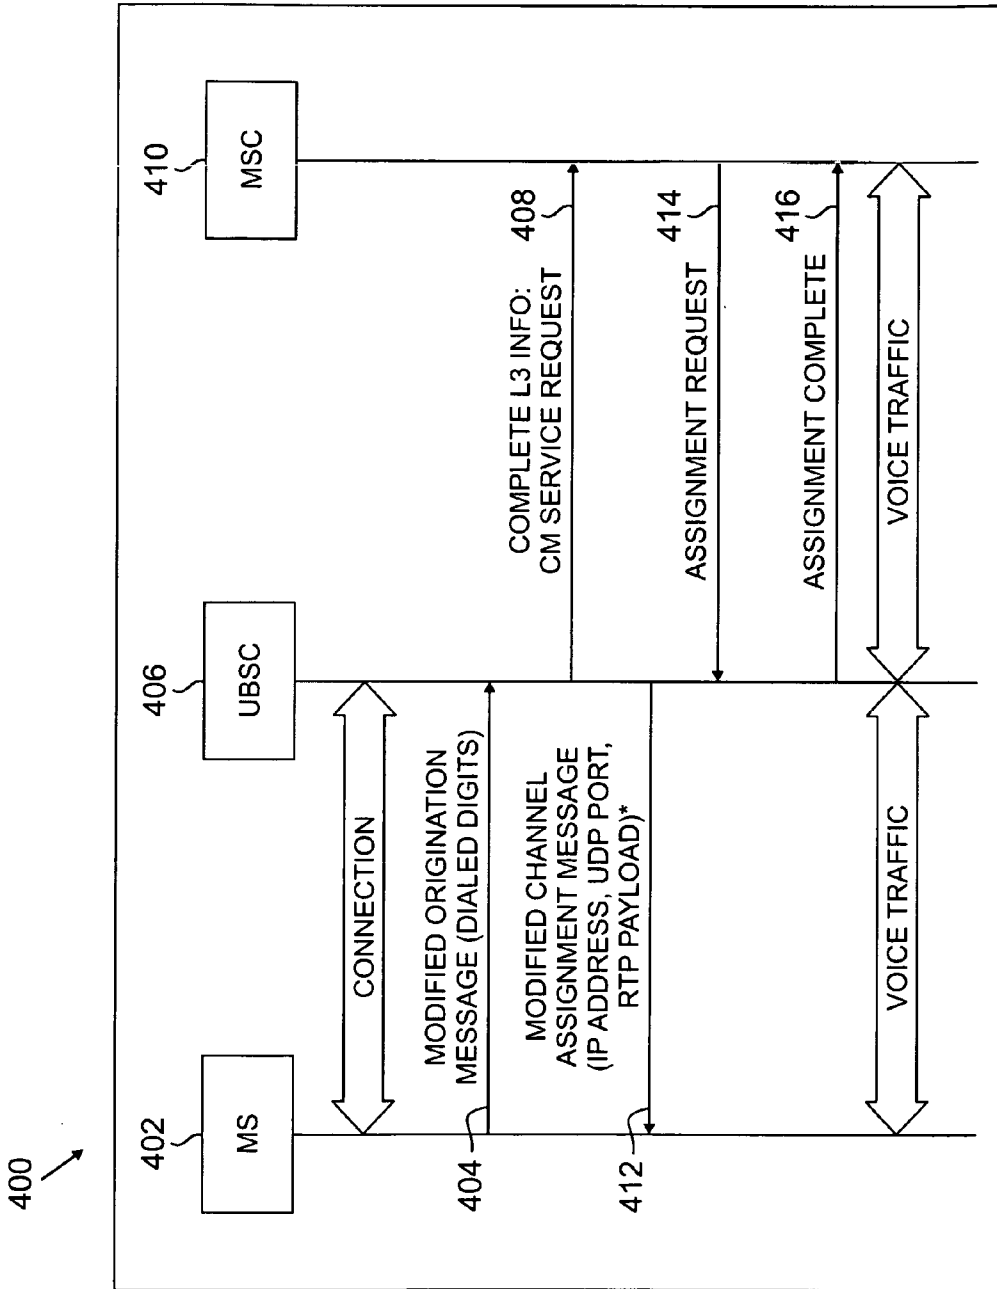 400
402
MS
406
UBSC
410
MSC
CONNECTION
MODIFIED ORIGINATION
MESSAGE (DIALED DIGITS)
404
COMPLETE L3 INFO:
CM SERVICE REQUEST
408
MODIFIED CHANNEL
ASSIGNMENT MESSAGE
(IP ADDRESS, UDP PORT,
RTP PAYLOAD)*
412
ASSIGNMENT REQUEST
414
ASSIGNMENT COMPLETE
416
VOICE TRAFFIC
VOICE TRAFFIC